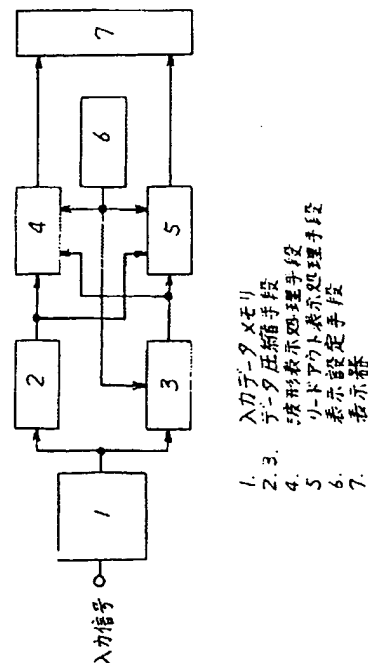 入力信号
1
2
3
4
5
6
7
1. 入力データメモリ
2.3. データ圧縮手段
4. 波形表示処理手段
5 リードアウト表示処理手段
6. 表示設定手段
7. 表示器